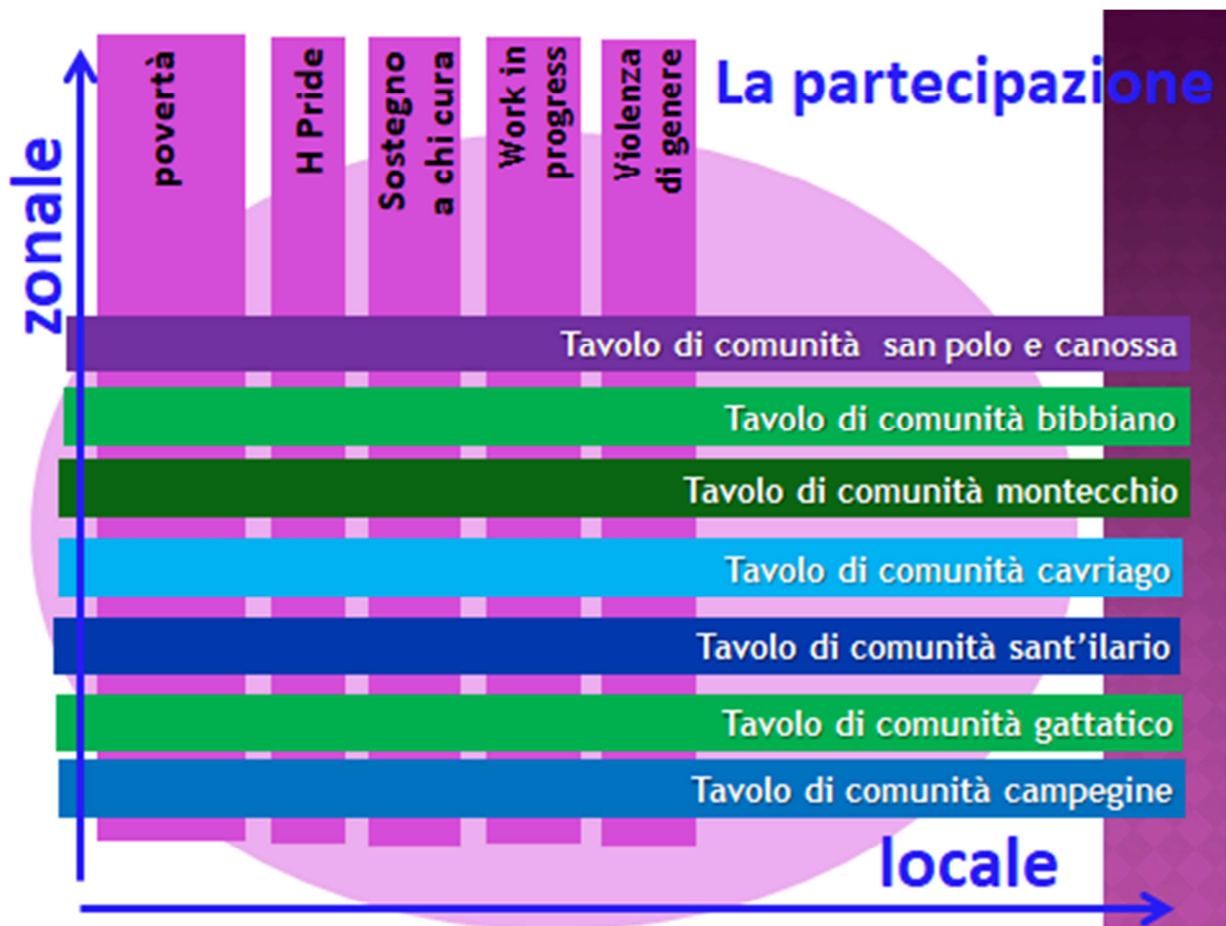 La partecipazione
zonale
povertà
H Pride
Sostegno
a chi cura
Work in
progress
Violenza
di genere
Tavolo di comunità san polo e canossa
Tavolo di comunità bibbiano
Tavolo di comunità montecchio
Tavolo di comunità cavriago
Tavolo di comunità sant’ilario
Tavolo di comunità gattatico
Tavolo di comunità campegine
locale